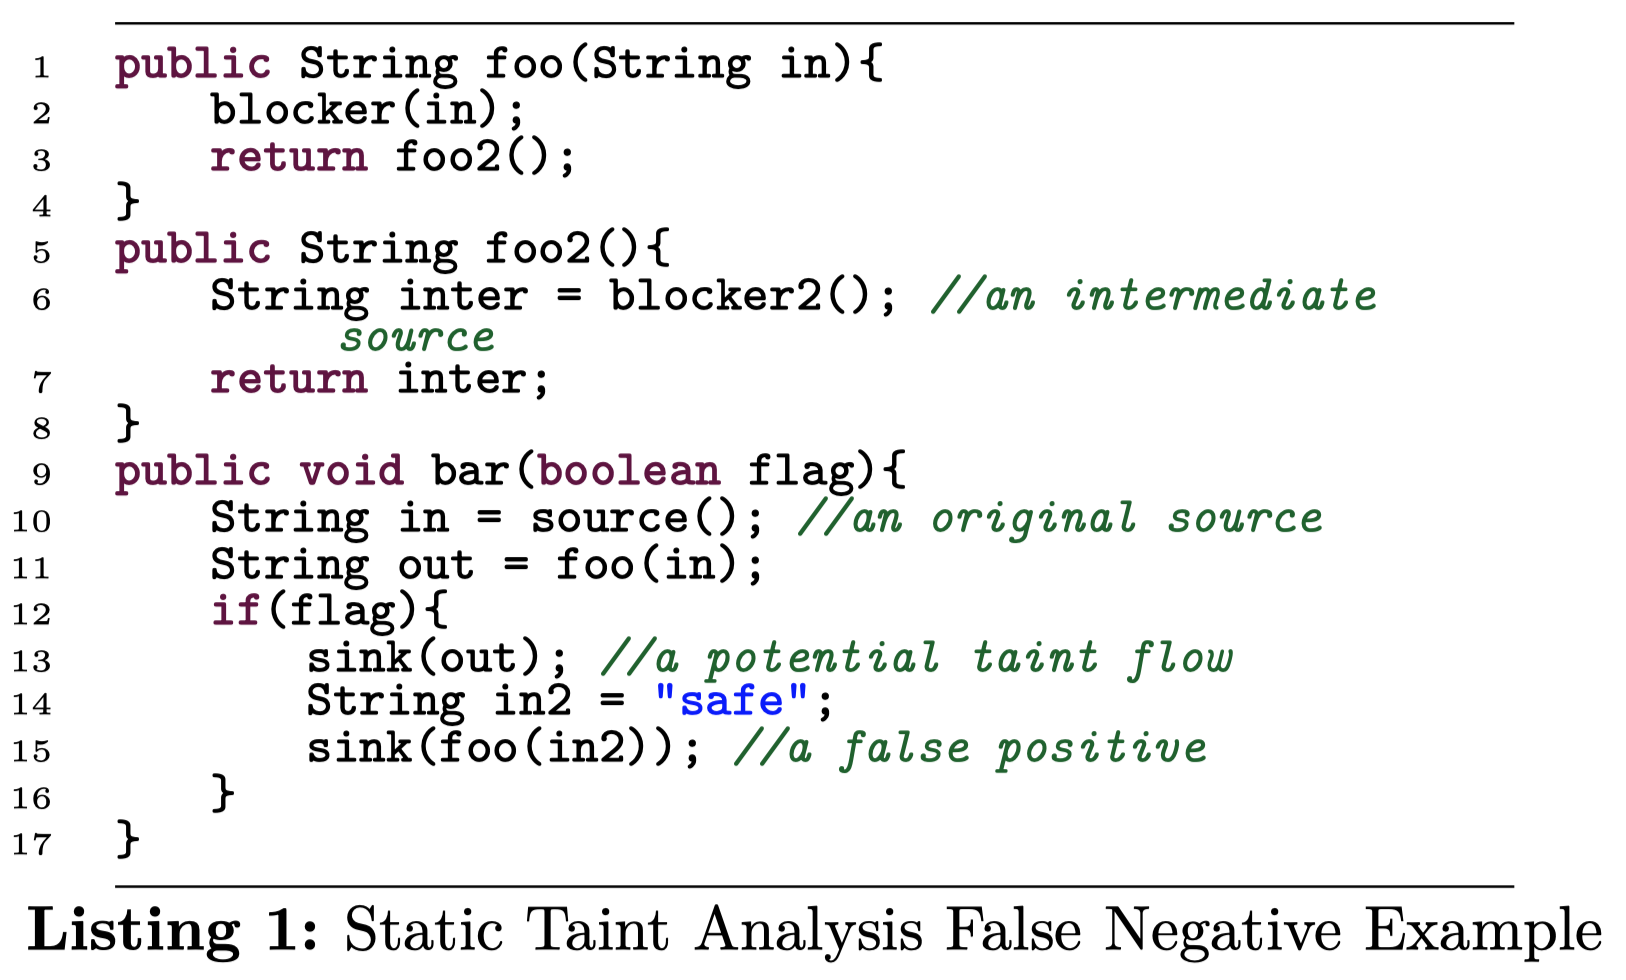 1 public String foo(String in){
2 blocker(in);
3 return foo2();
4 }
5 public String foo2(){
6 String inter = blocker2(); //an intermediate
source
7 return inter;
8 }
9 public void bar(boolean flag){
10 String in = source(); //an original source
11 String out = foo(in);
12 if(flag){
13 sink(out); //a potential taint flow
14 String in2 = "safe";
15 sink(foo(in2)); //a false positive
16 }
17 }
Listing 1: Static Taint Analysis False Negative Example